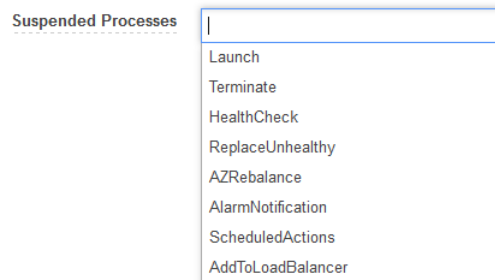 Suspended Processes
Launch
Terminate
HealthCheck
ReplaceUnhealthy
AZRebalance
AlarmNotification
ScheduledActions
AddToLoadBalancer